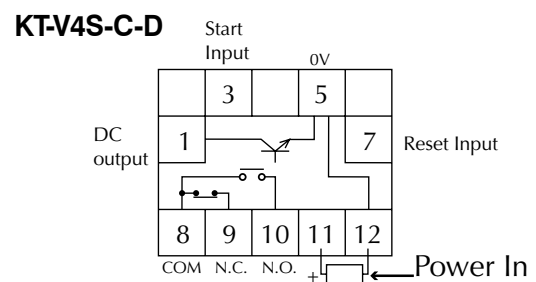 KT-V4S-C-D
Start
Input
0V
3
5
DC
output
1
7
Reset Input
8
9
10
11
12
COM
N.C.
N.O.
+
Power In